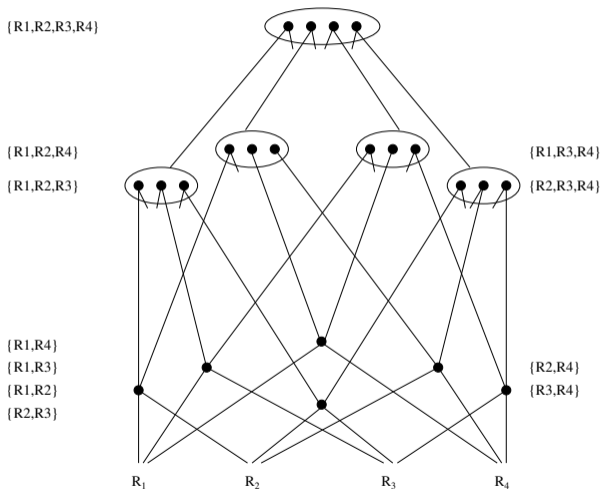 {R1,R2,R3,R4}
{R1,R2,R4} {R1,R3,R4}
{R1,R2,R3} {R2,R3,R4}
{R1,R4}
{R1,R3} {R2,R4}
{R1,R2} {R3,R4}
{R2,R3}
R1 R2 R3 R4